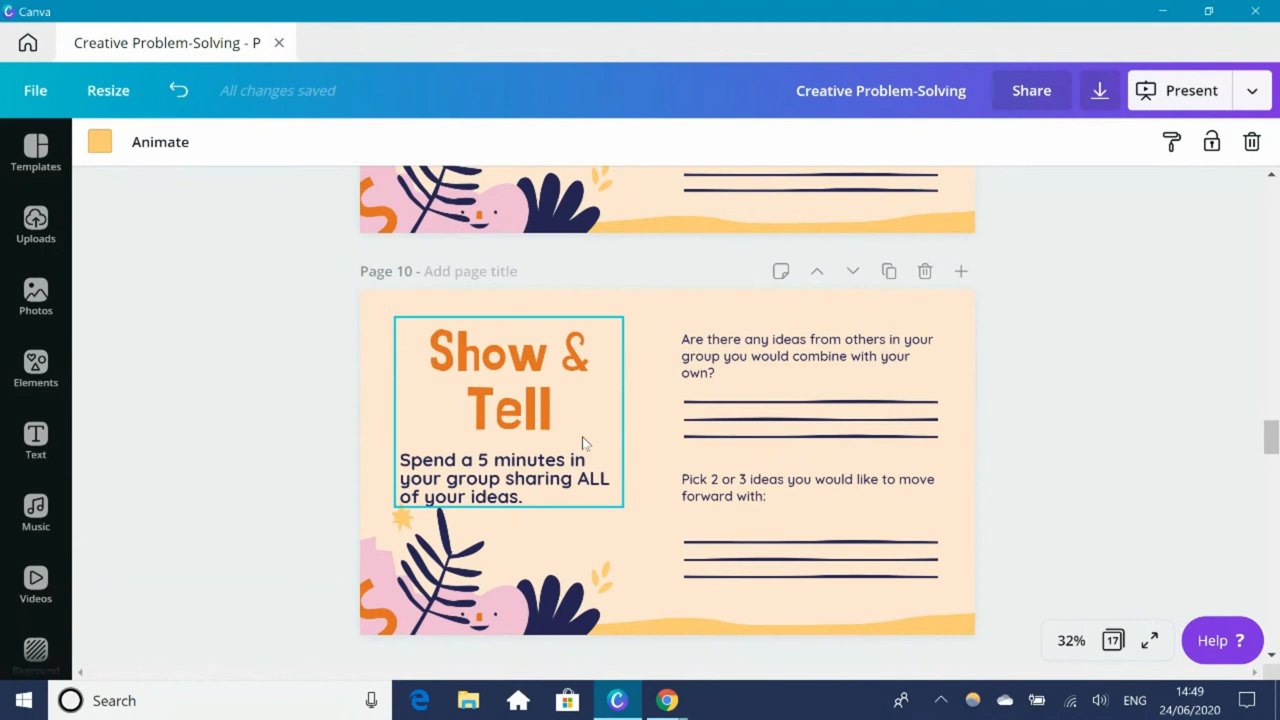 Canva
Creative Problem-Solving - P
File
Resize
All changes saved
Creative Problem-Solving
Share
Present
Animate
Templates
Uploads
Photos
Elements
Text
Music
Videos
Bkground
Page 10 - Add page title
Show &
Tell
Spend a 5 minutes in
your group sharing ALL
of your ideas.
Are there any ideas from others in your
group you would combine with your
own?
Pick 2 or 3 ideas you would like to move
forward with:
32%
17
Help ?
Search
ENG
14:49
24/06/2020